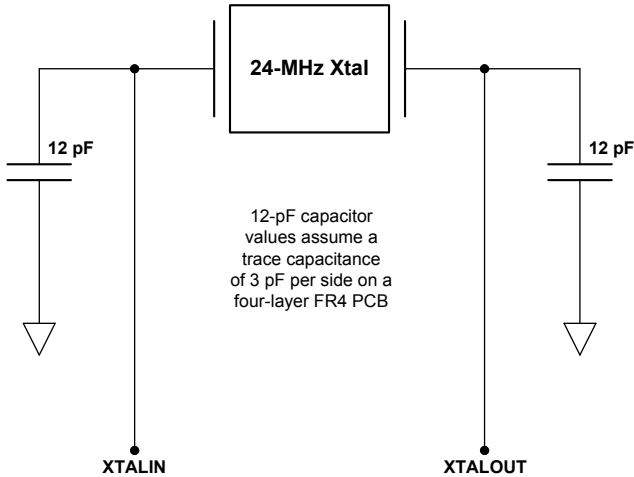 24-MHz Xtal
12 pF
12 pF
12-pF capacitor
values assume a
trace capacitance
of 3 pF per side on a
four-layer FR4 PCB
XTALIN
XTALOUT